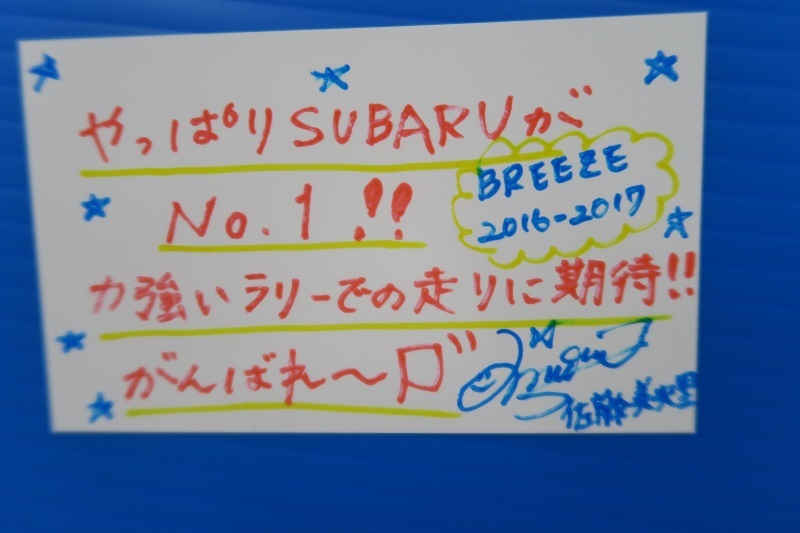 やっぱりSUBARUが
No.1!!
BREEZE
2016-2017
力強いラリーでの走りに期待!!
がんばれ〜
佐藤美